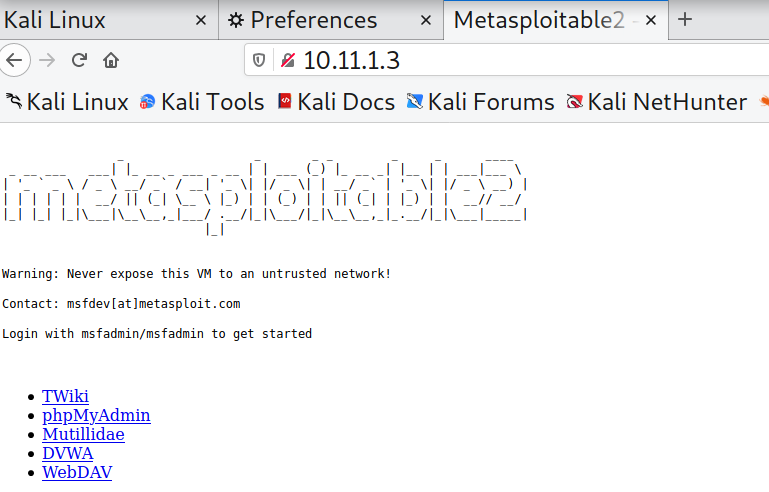 Kali Linux × Preferences × Metasploitable2 - × +
10.11.1.3
Kali Linux Kali Tools Kali Docs Kali Forums Kali NetHunter
metasploitable2
Warning: Never expose this VM to an untrusted network!
Contact: msfdev[at]metasploit.com
Login with msfadmin/msfadmin to get started
TWiki
phpMyAdmin
Mutillidae
DVWA
WebDAV